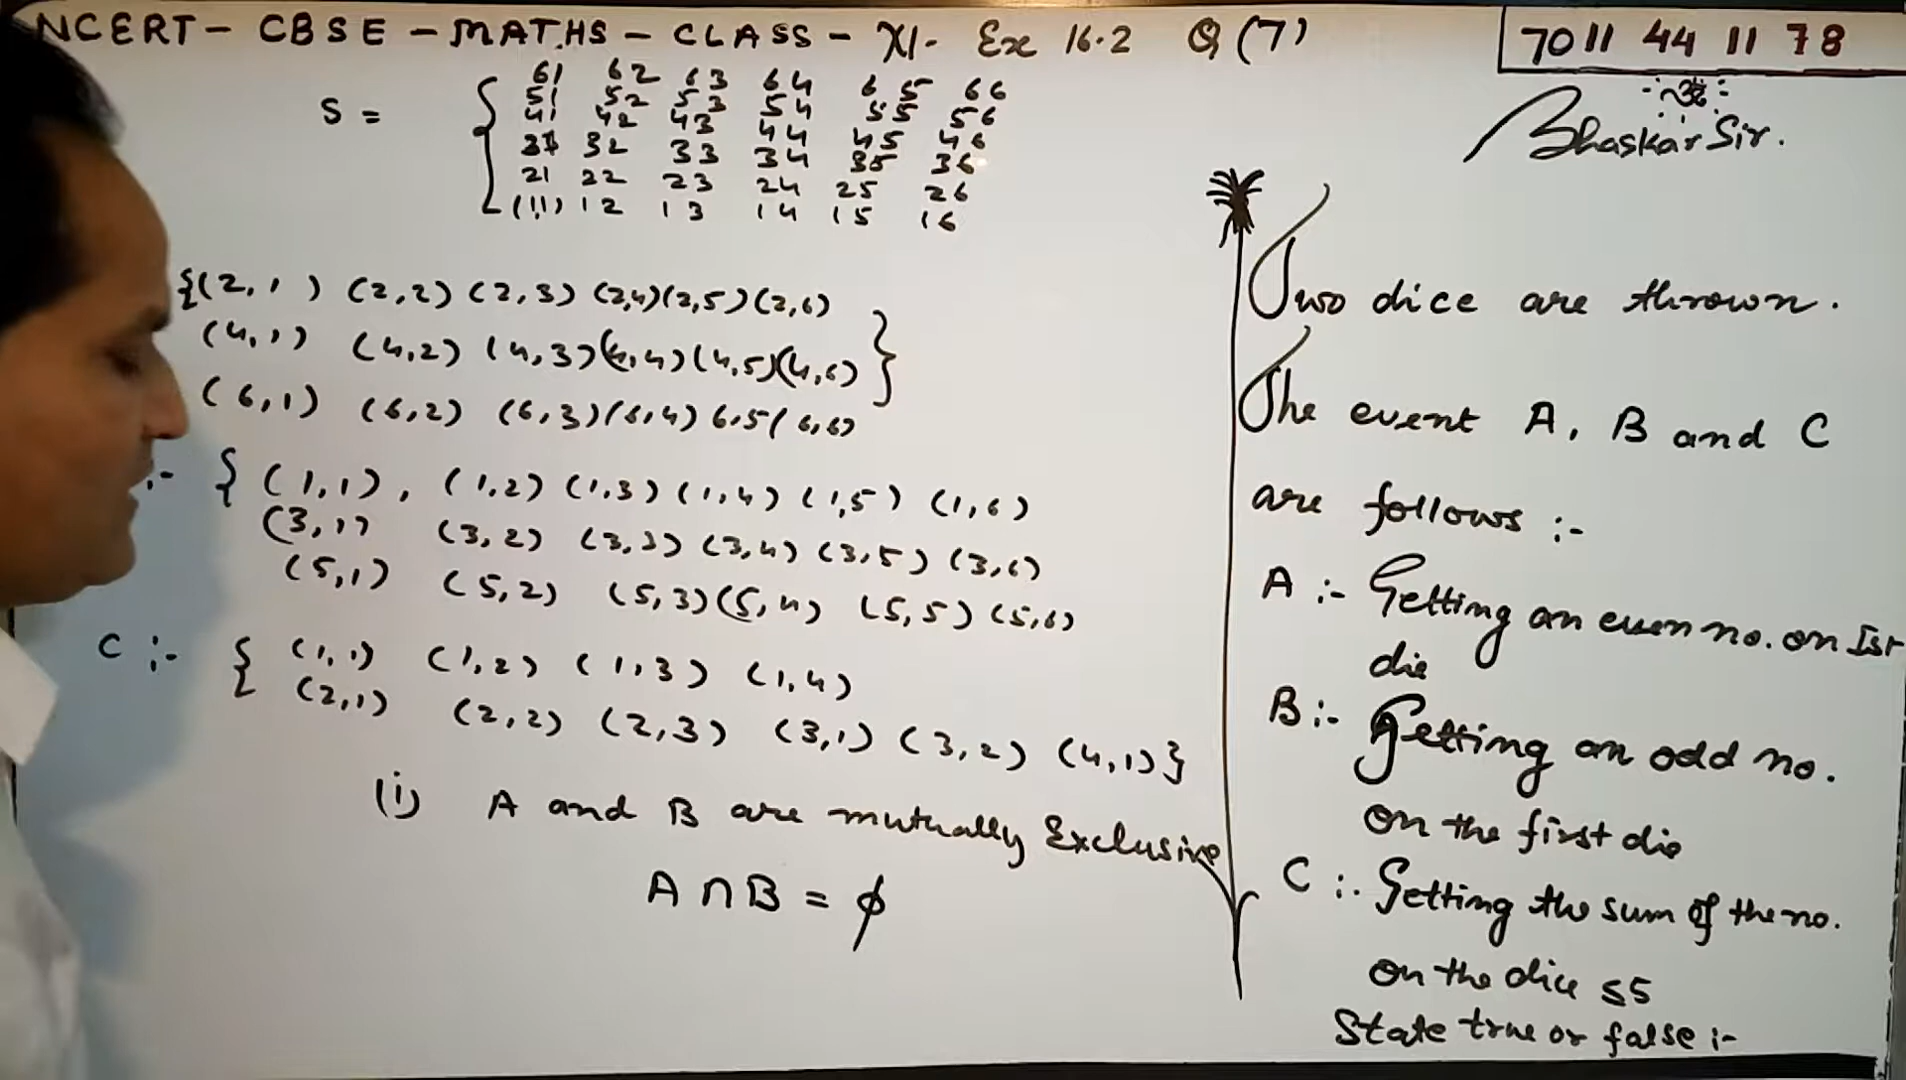 NCERT - CBSE - MATHS - CLASS - XI - Ex 16.2 Q (7)
7011 44 11 78
ॐ
Bhaskar Sir.
S = {
61 62 63 64 65 66
51 52 53 54 55 56
41 42 43 44 45 46
31 32 33 34 35 36
21 22 23 24 25 26
(11) 12 13 14 15 16
{(2,1) (2,2) (2,3) (2,4)(2,5)(2,6)
(4,1) (4,2) (4,3)(4,4)(4,5)(4,6) }
(6,1) (6,2) (6,3)(6,4) 6,5(6,6)
:- { (1,1), (1,2) (1,3) (1,4) (1,5) (1,6)
(3,1) (3,2) (3,3) (3,4) (3,5) (3,6)
(5,1) (5,2) (5,3)(5,4) (5,5) (5,6)
C :- { (1,1) (1,2) (1,3) (1,4)
(2,1) (2,2) (2,3) (3,1) (3,2) (4,1)}
(i) A and B are mutually Exclusive
A ∩ B = ϕ
Two dice are thrown.
The event A, B and C
are follows :-
A :- Getting an even no. on Ist
die
B :- Getting an odd no.
on the first die
C :. Getting the sum of the no.
on the dice ≤5
State true or false :-